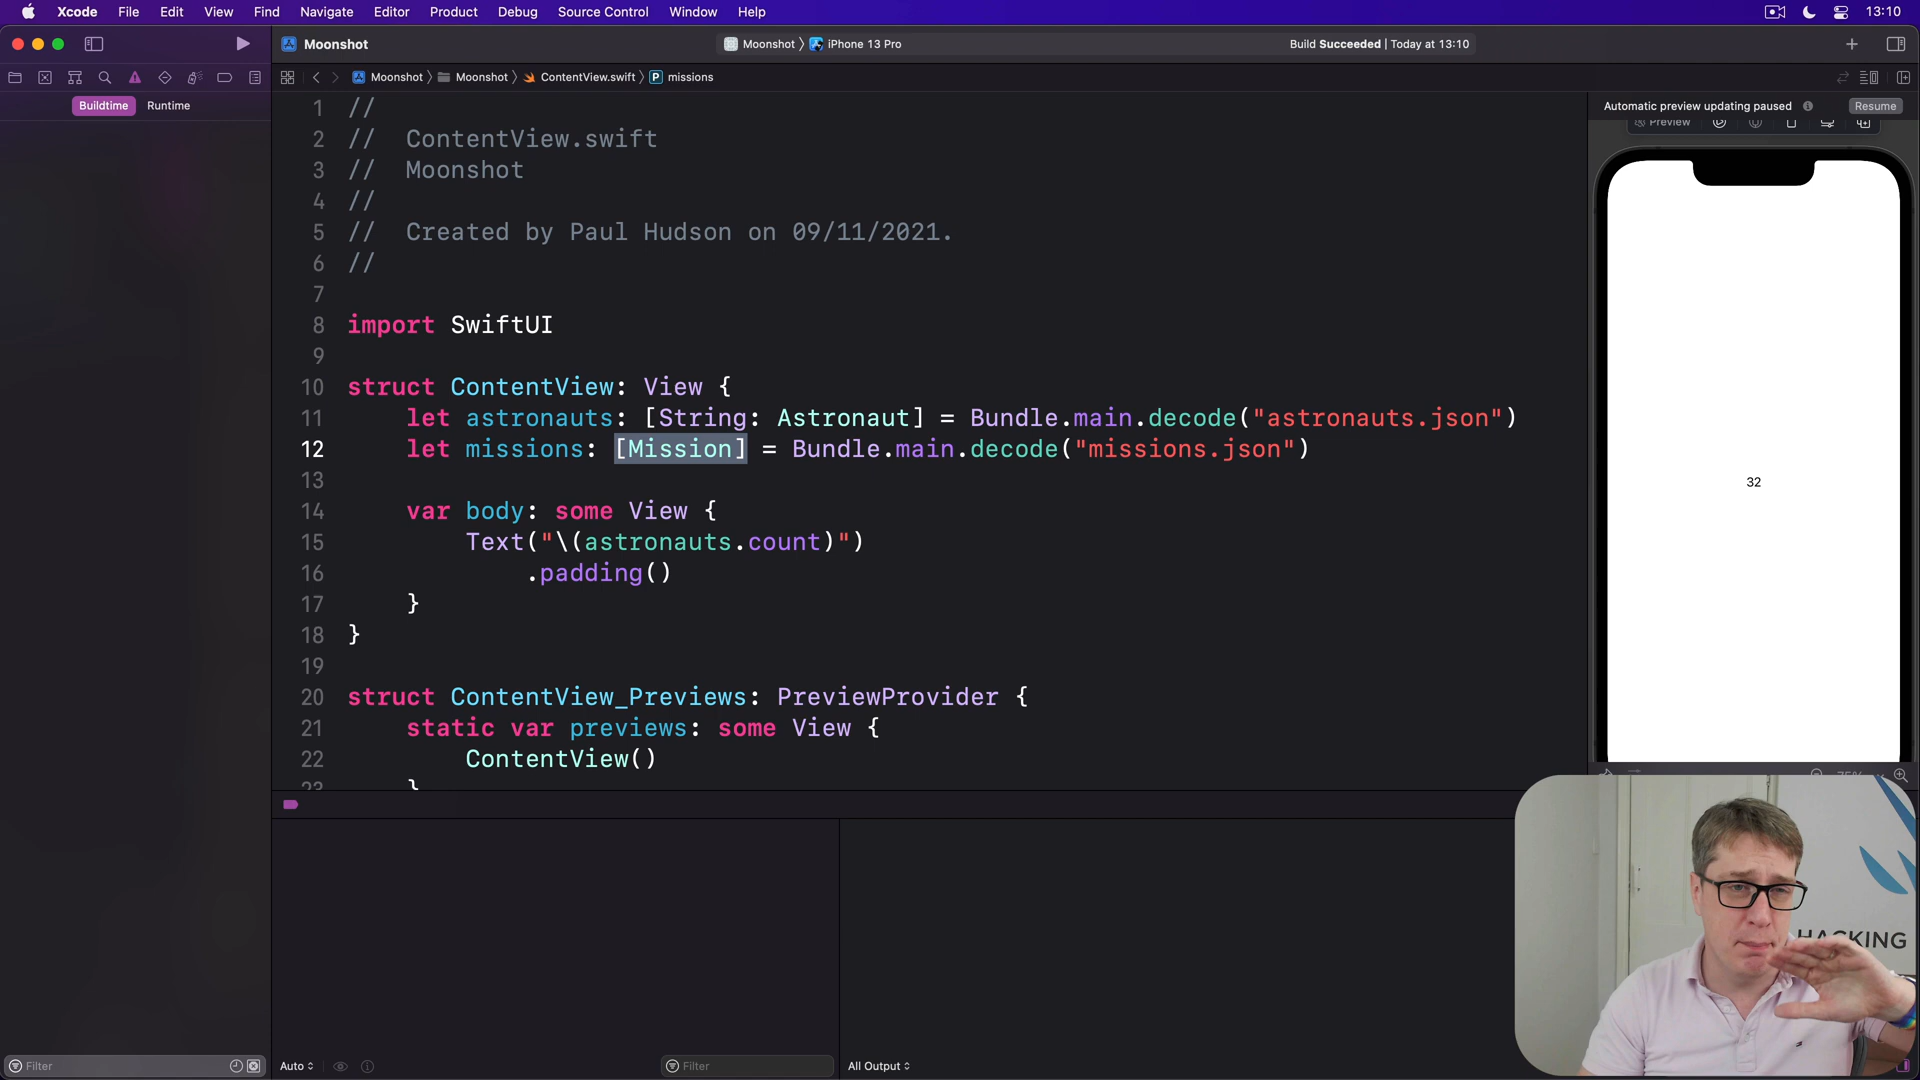 Xcode File Edit View Find Navigate Editor Product Debug Source Control Window Help 13:10
Moonshot
Moonshot iPhone 13 Pro
Build Succeeded | Today at 13:10
Moonshot Moonshot ContentView.swift P missions
Buildtime Runtime
Automatic preview updating paused Resume
Preview
1 //
2 //  ContentView.swift
3 //  Moonshot
4 //
5 //  Created by Paul Hudson on 09/11/2021.
6 //
7
8 import SwiftUI
9
10 struct ContentView: View {
11     let astronauts: [String: Astronaut] = Bundle.main.decode("astronauts.json")
12     let missions: [Mission] = Bundle.main.decode("missions.json")
13
14     var body: some View {
15         Text("\(astronauts.count)")
16             .padding()
17     }
18 }
19
20 struct ContentView_Previews: PreviewProvider {
21     static var previews: some View {
22         ContentView()
23     }
32
75%
HACKING
Filter
Auto
Filter
All Output